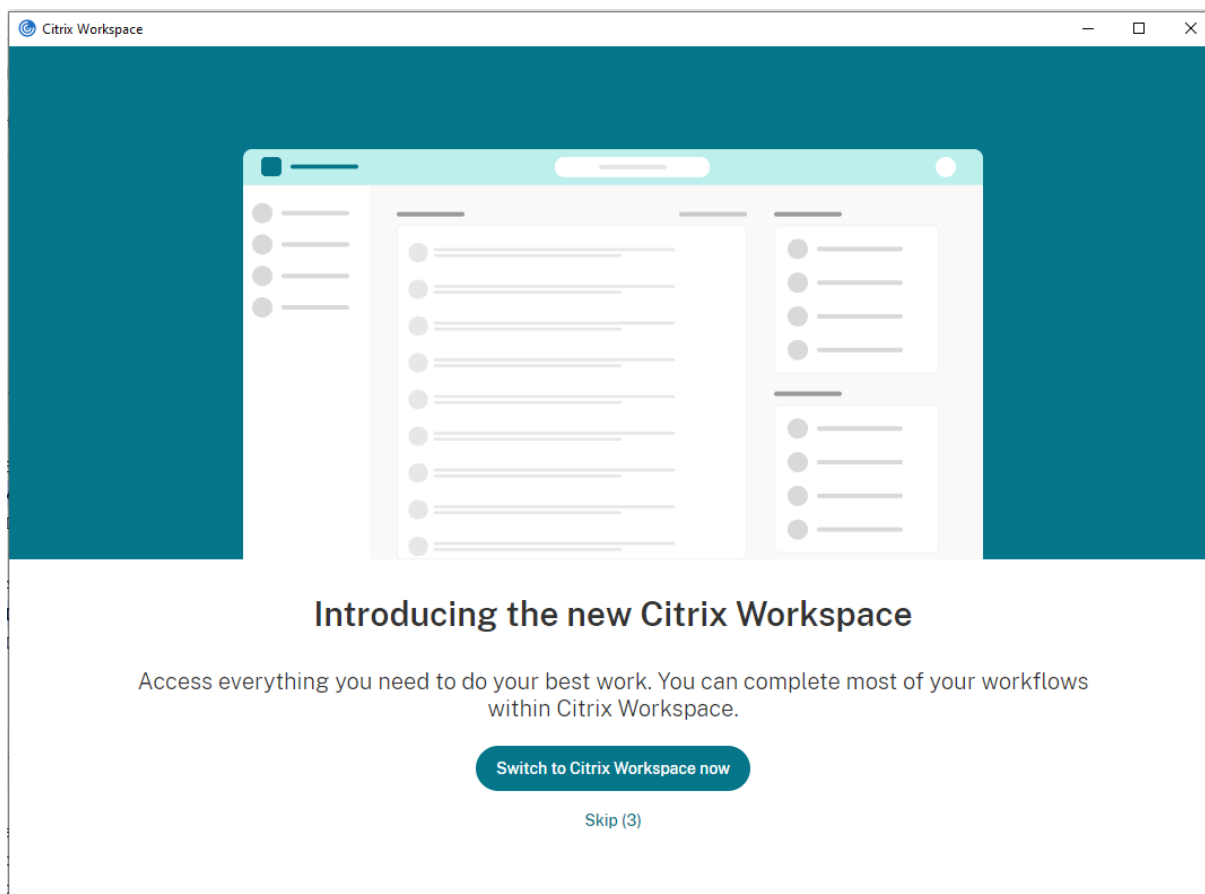 Citrix Workspace
Introducing the new Citrix Workspace
Access everything you need to do your best work. You can complete most of your workflows
within Citrix Workspace.
Switch to Citrix Workspace now
Skip (3)